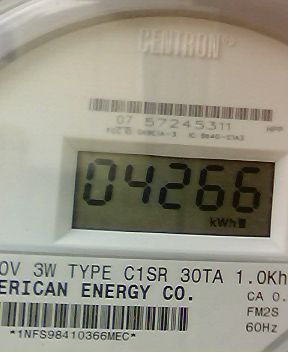 CENTRON®
07 57245311
HPP
04266
kWh
0V 3W TYPE C1SR 30TA 1.0Kh
ERICAN ENERGY CO.
CA 0.
FM2S
*1NFS98410366MEC*
60Hz